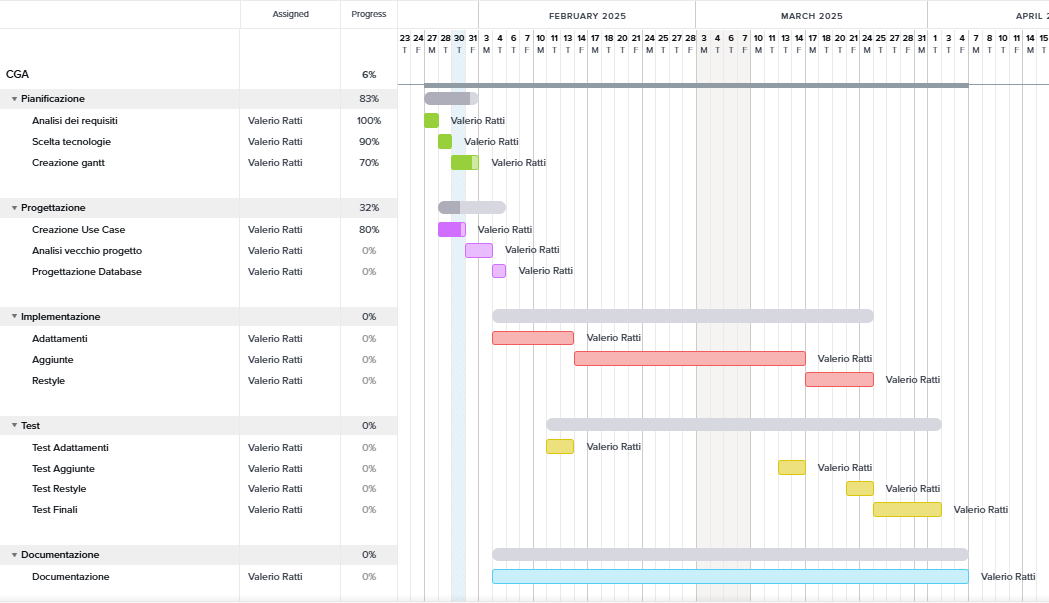 Assigned Progress FEBRUARY 2025 MARCH 2025 APRIL 2
23 24 27 28 30 31 3 4 6 7 10 11 13 14 17 18 20 21 24 25 27 28 3 4 6 7 10 11 13 14 17 18 20 21 24 25 27 28 31 1 3 4 7 8 10 11 14 15
T F M T T F M T T F M T T F M T T F M T T F M T T F M T T F M T T F M T T F M T T F M T T F M T
CGA 6%
Pianificazione 83%
Analisi dei requisiti Valerio Ratti 100% Valerio Ratti
Scelta tecnologie Valerio Ratti 90% Valerio Ratti
Creazione gantt Valerio Ratti 70% Valerio Ratti
Progettazione 32%
Creazione Use Case Valerio Ratti 80% Valerio Ratti
Analisi vecchio progetto Valerio Ratti 0% Valerio Ratti
Progettazione Database Valerio Ratti 0% Valerio Ratti
Implementazione 0%
Adattamenti Valerio Ratti 0% Valerio Ratti
Aggiunte Valerio Ratti 0% Valerio Ratti
Restyle Valerio Ratti 0% Valerio Ratti
Test 0%
Test Adattamenti Valerio Ratti 0% Valerio Ratti
Test Aggiunte Valerio Ratti 0% Valerio Ratti
Test Restyle Valerio Ratti 0% Valerio Ratti
Test Finali Valerio Ratti 0% Valerio Ratti
Documentazione 0%
Documentazione Valerio Ratti 0% Valerio Ratti